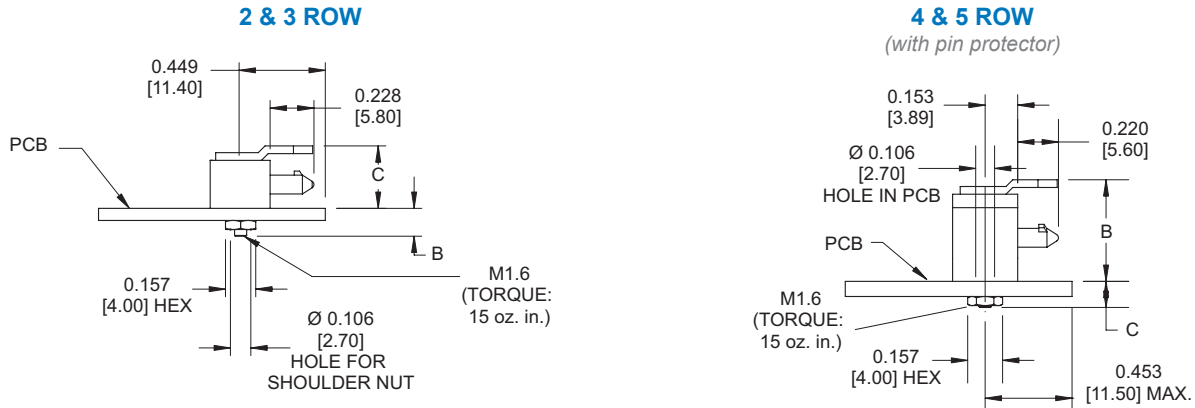 2 & 3 ROW
0.449
[11.40]
0.228
[5.80]
PCB
C
B
0.157
[4.00] HEX
M1.6
(TORQUE:
15 oz. in.)
Ø 0.106
[2.70]
HOLE FOR
SHOULDER NUT
4 & 5 ROW
(with pin protector)
0.153
[3.89]
0.220
[5.60]
Ø 0.106
[2.70]
HOLE IN PCB
B
PCB
M1.6
(TORQUE:
15 oz. in.)
C
0.157
[4.00] HEX
0.453
[11.50] MAX.